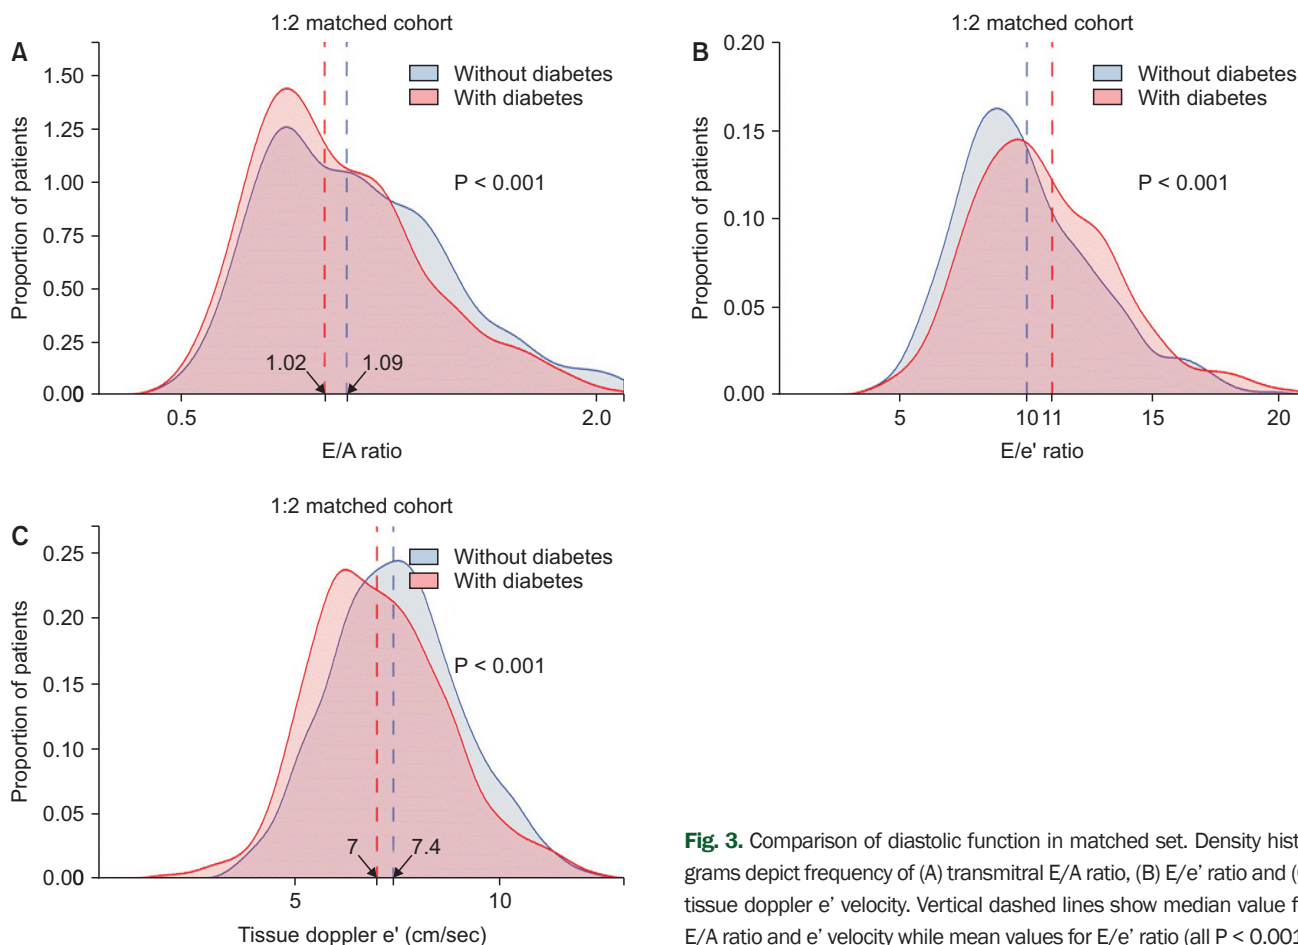 1:2 matched cohort
A
Proportion of patients
1.50
1.25
1.00
0.75
0.50
0.25
0.00
Without diabetes
With diabetes
P < 0.001
1.02
1.09
0.5
2.0
E/A ratio
1:2 matched cohort
B
Proportion of patients
0.20
0.15
0.10
0.05
0.00
Without diabetes
With diabetes
P < 0.001
5
10
11
15
20
E/e' ratio
1:2 matched cohort
C
Proportion of patients
0.25
0.20
0.15
0.10
0.05
0.00
Without diabetes
With diabetes
P < 0.001
7
7.4
5
10
Tissue doppler e' (cm/sec)
Fig. 3. Comparison of diastolic function in matched set. Density hist
grams depict frequency of (A) transmitral E/A ratio, (B) E/e’ ratio and (
tissue doppler e’ velocity. Vertical dashed lines show median value f
E/A ratio and e’ velocity while mean values for E/e’ ratio (all P < 0.001